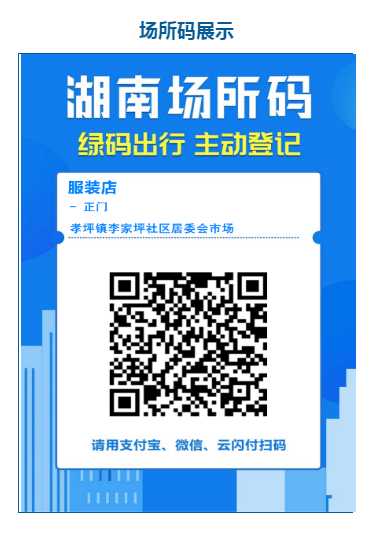 场所码展示
湖南场所码
绿码出行 主动登记
服装店
- 正门
孝坪镇李家坪社区居委会市场
请用支付宝、微信、云闪付扫码